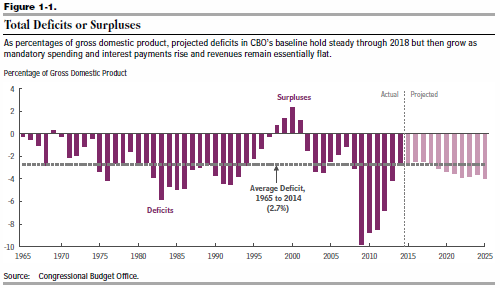 Figure 1-1.
Total Deficits or Surpluses
As percentages of gross domestic product, projected deficits in CBO's baseline hold steady through 2018 but then grow as
mandatory spending and interest payments rise and revenues remain essentially flat.
Percentage of Gross Domestic Product
4
2
0
-2
-4
-6
-8
-10
Surpluses
Actual
Projected
Average Deficit,
1965 to 2014
(2.7%)
Deficits
1965 1970 1975 1980 1985 1990 1995 2000 2005 2010 2015 2020 2025
Source: Congressional Budget Office.